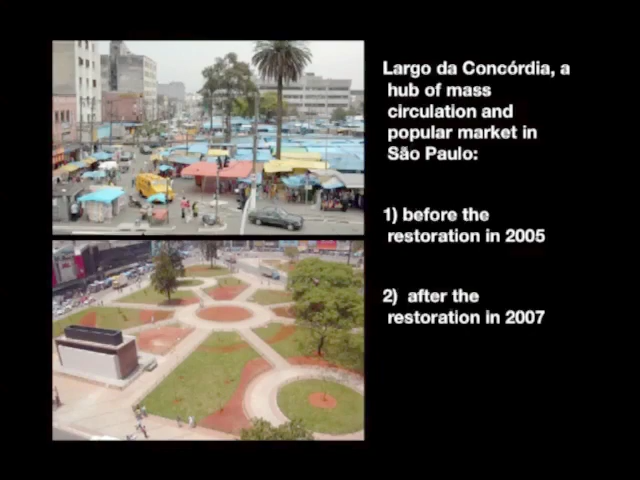 Largo da Concórdia, a
hub of mass
circulation and
popular market in
São Paulo:
1) before the
restoration in 2005
2) after the
restoration in 2007